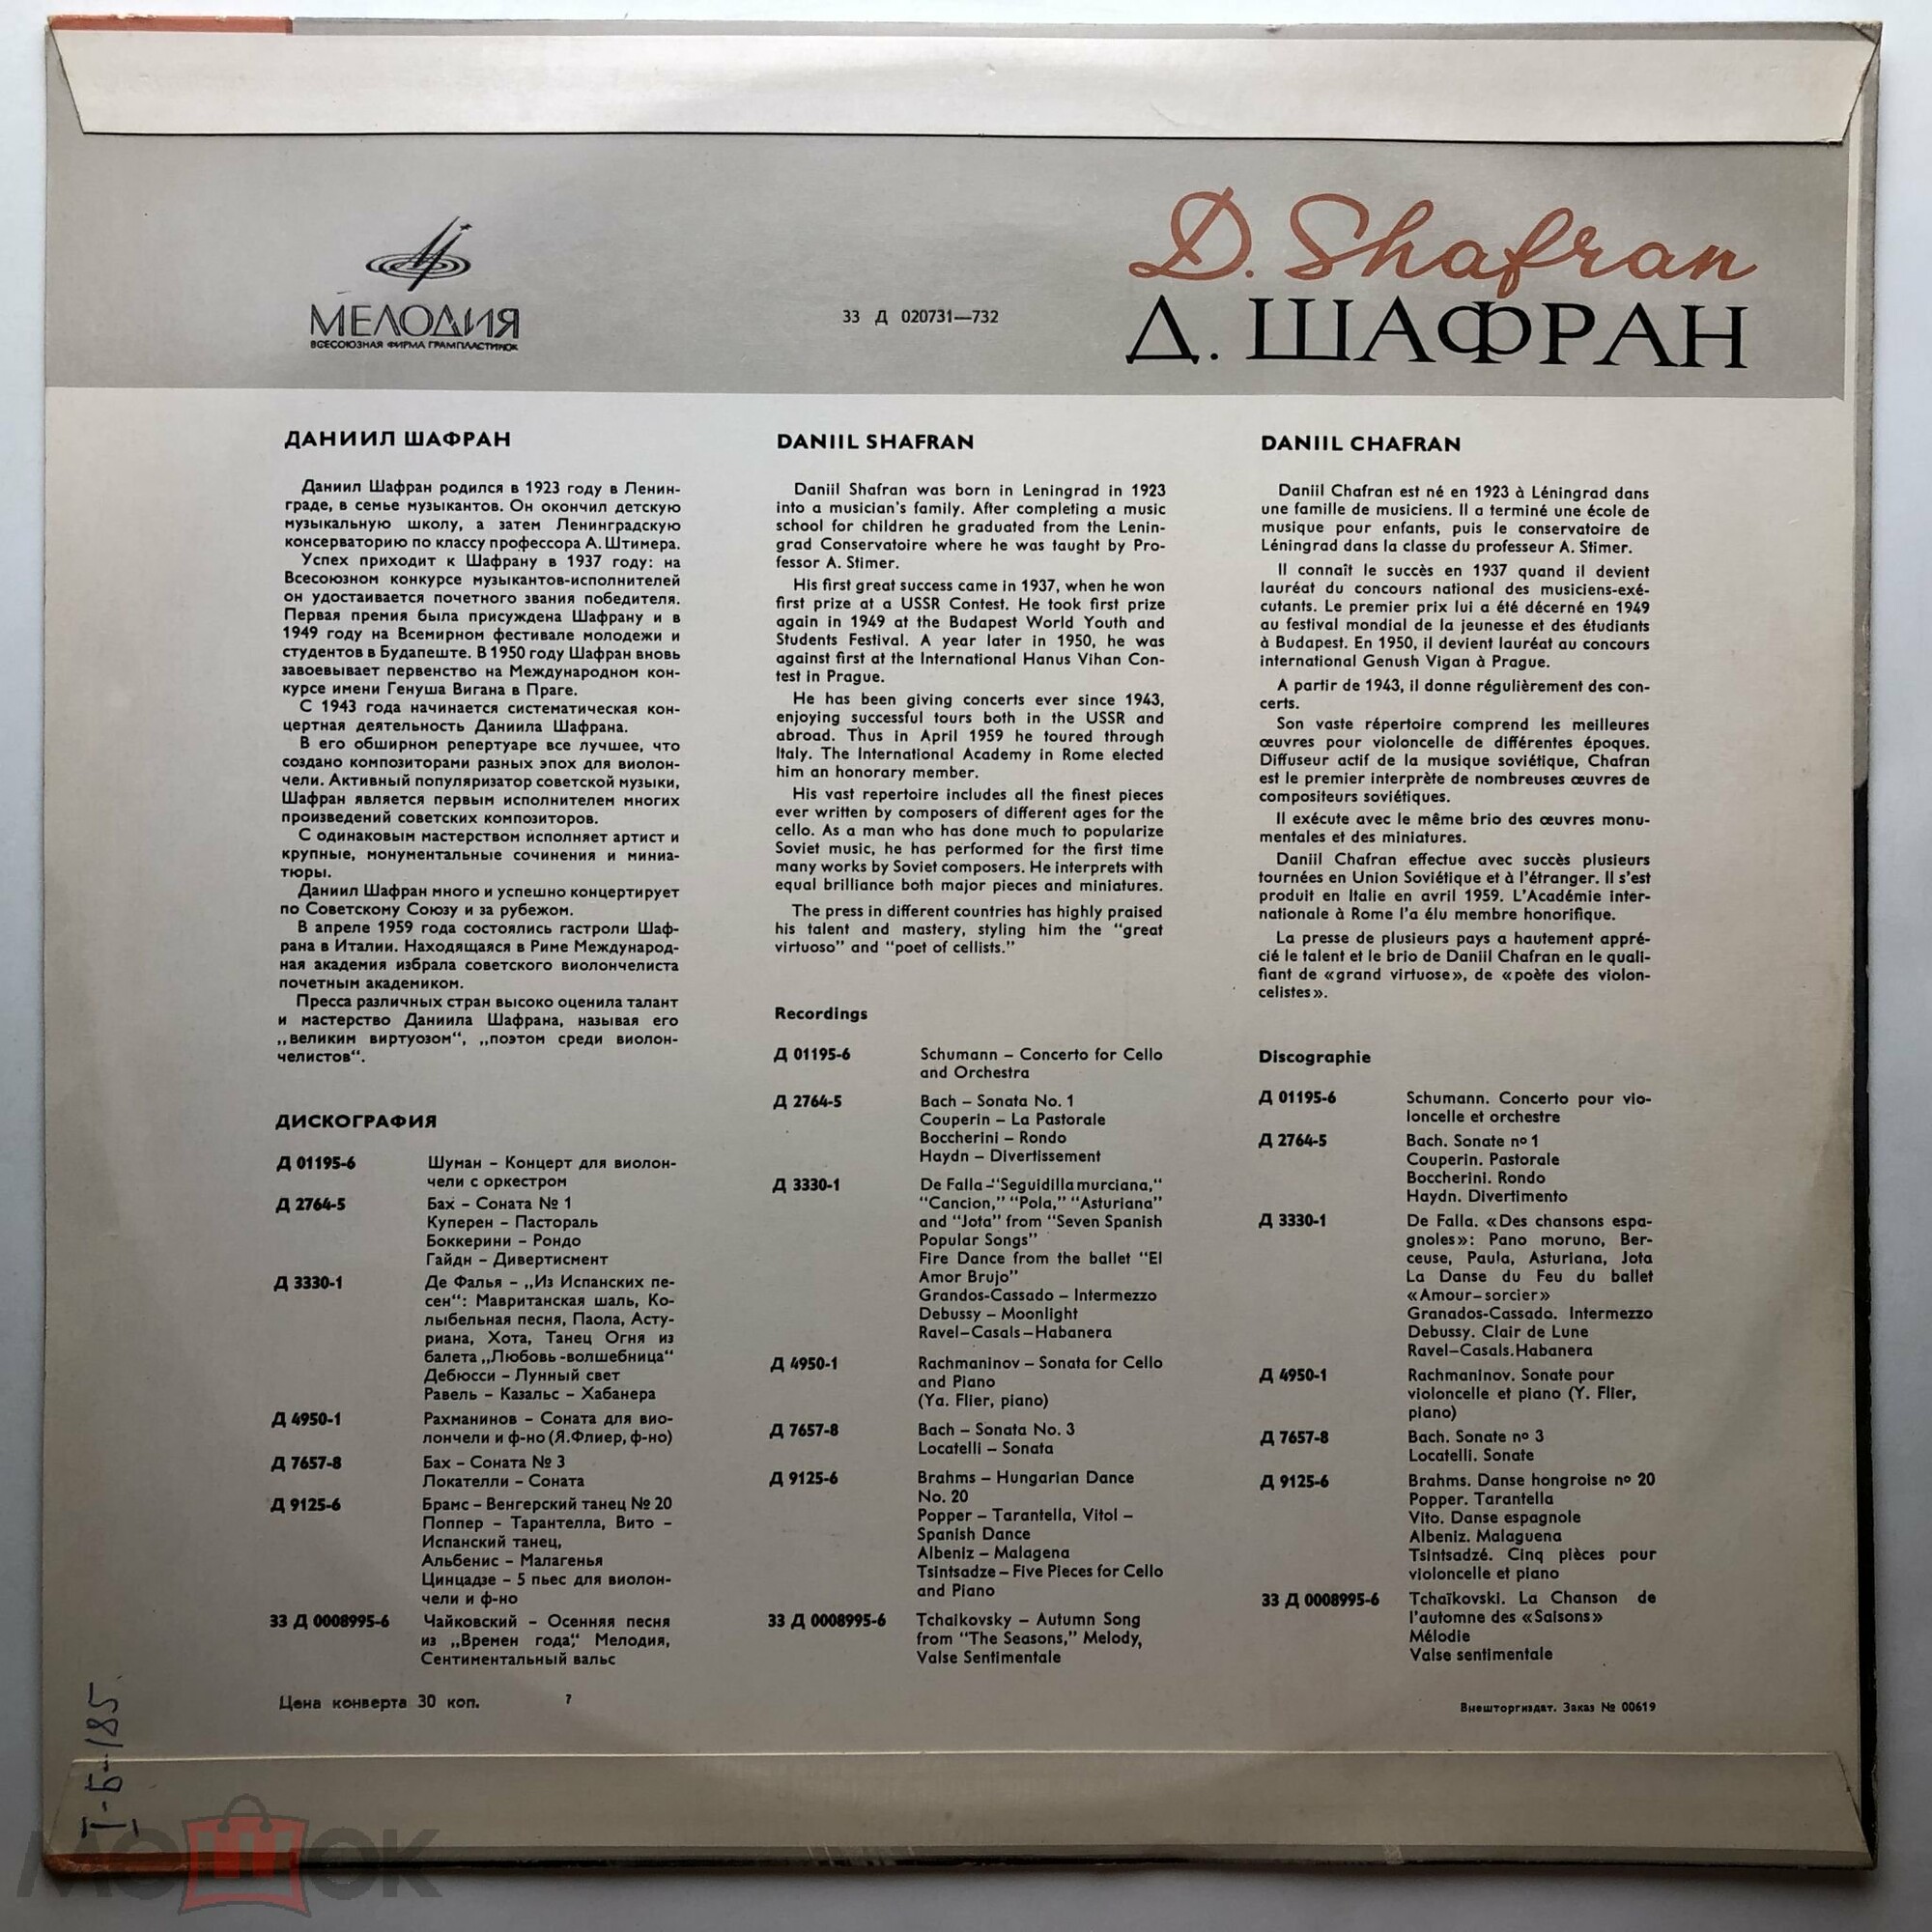 МЕЛОДИЯ
ВСЕСОЮЗНАЯ ФИРМА ГРАМПЛАСТИНОК
33 Д 020731—732
D. Shafran
Д. ШАФРАН
ДАНИИЛ ШАФРАН
Даниил Шафран родился в 1923 году в Ленин-
граде, в семье музыкантов. Он окончил детскую
музыкальную школу, а затем Ленинградскую
консерваторию по классу профессора А. Штимера.
Успех приходит к Шафрану в 1937 году: на
Всесоюзном конкурсе музыкантов-исполнителей
он удостаивается почетного звания победителя.
Первая премия была присуждена Шафрану и в
1949 году на Всемирном фестивале молодежи и
студентов в Будапеште. В 1950 году Шафран вновь
завоевывает первенство на Международном кон-
курсе имени Генуша Вигана в Праге.
С 1943 года начинается систематическая кон-
цертная деятельность Даниила Шафрана.
В его обширном репертуаре все лучшее, что
создано композиторами разных эпох для виолон-
чели. Активный популяризатор советской музыки,
Шафран является первым исполнителем многих
произведений советских композиторов.
С одинаковым мастерством исполняет артист и
крупные, монументальные сочинения и миниа-
тюры.
Даниил Шафран много и успешно концертирует
по Советскому Союзу и за рубежом.
В апреле 1959 года состоялись гастроли Шаф-
рана в Италии. Находящаяся в Риме Международ-
ная академия избрала советского виолончелиста
почетным академиком.
Пресса различных стран высоко оценила талант
и мастерство Даниила Шафрана, называя его
„великим виртуозом“, „поэтом среди виолон-
челистов“.
ДИСКОГРАФИЯ
Д 01195-6 Шуман – Концерт для виолон-
чели с оркестром
Д 2764-5 Бах – Соната № 1
Куперен – Пастораль
Боккерини – Рондо
Гайдн – Дивертисмент
Д 3330-1 Де Фалья – „Из Испанских пе-
сен“: Мавританская шаль, Ко-
лыбельная песня, Паола, Асту-
риана, Хота, Танец Огня из
балета „Любовь-волшебница“
Дебюсси – Лунный свет
Равель – Казальс – Хабанера
Д 4950-1 Рахманинов – Соната для вио-
лончели и ф-но (Я.Флиер, ф-но)
Д 7657-8 Бах – Соната № 3
Локателли – Соната
Д 9125-6 Брамс – Венгерский танец № 20
Поппер – Тарантелла, Вито –
Испанский танец,
Альбенис – Малагенья
Цинцадзе – 5 пьес для виолон-
чели и ф-но
33 Д 0008995-6 Чайковский – Осенняя песня
из „Времен года“, Мелодия,
Сентиментальный вальс
Цена конверта 30 коп. 7
DANIIL SHAFRAN
Daniil Shafran was born in Leningrad in 1923
into a musician's family. After completing a music
school for children he graduated from the Lenin-
grad Conservatoire where he was taught by Pro-
fessor A. Stimer.
His first great success came in 1937, when he won
first prize at a USSR Contest. He took first prize
again in 1949 at the Budapest World Youth and
Students Festival. A year later in 1950, he was
against first at the International Hanus Vihan Con-
test in Prague.
He has been giving concerts ever since 1943,
enjoying successful tours both in the USSR and
abroad. Thus in April 1959 he toured through
Italy. The International Academy in Rome elected
him an honorary member.
His vast repertoire includes all the finest pieces
ever written by composers of different ages for the
cello. As a man who has done much to popularize
Soviet music, he has performed for the first time
many works by Soviet composers. He interprets with
equal brilliance both major pieces and miniatures.
The press in different countries has highly praised
his talent and mastery, styling him the “great
virtuoso” and “poet of cellists.”
Recordings
Д 01195-6 Schumann – Concerto for Cello
and Orchestra
Д 2764-5 Bach – Sonata No. 1
Couperin – La Pastorale
Boccherini – Rondo
Haydn – Divertissement
Д 3330-1 De Falla –“Seguidilla murciana,“
“Cancion,” “Pola,” “Asturiana”
and “Jota” from “Seven Spanish
Popular Songs”
Fire Dance from the ballet “El
Amor Brujo”
Grandos-Cassado – Intermezzo
Debussy – Moonlight
Ravel–Casals–Habanera
Д 4950-1 Rachmaninov – Sonata for Cello
and Piano
(Ya. Flier, piano)
Д 7657-8 Bach – Sonata No. 3
Locatelli – Sonata
Д 9125-6 Brahms – Hungarian Dance
No. 20
Popper – Tarantella, Vitol –
Spanish Dance
Albeniz – Malagena
Tsintsadze – Five Pieces for Cello
and Piano
33 Д 0008995-6 Tchaikovsky – Autumn Song
from “The Seasons,” Melody,
Valse Sentimentale
DANIIL CHAFRAN
Daniil Chafran est né en 1923 à Léningrad dans
une famille de musiciens. Il a terminé une école de
musique pour enfants, puis le conservatoire de
Léningrad dans la classe du professeur A. Stimer.
Il connaît le succès en 1937 quand il devient
lauréat du concours national des musiciens-exé-
cutants. Le premier prix lui a été décerné en 1949
au festival mondial de la jeunesse et des étudiants
à Budapest. En 1950, il devient lauréat au concours
international Genush Vigan à Prague.
A partir de 1943, il donne régulièrement des con-
certs.
Son vaste répertoire comprend les meilleures
œuvres pour violoncelle de différentes époques.
Diffuseur actif de la musique soviétique, Chafran
est le premier interprète de nombreuses œuvres de
compositeurs soviétiques.
Il exécute avec le même brio des œuvres monu-
mentales et des miniatures.
Daniil Chafran effectue avec succès plusieurs
tournées en Union Soviétique et à l'étranger. Il s'est
produit en Italie en avril 1959. L'Académie inter-
nationale à Rome l'a élu membre honorifique.
La presse de plusieurs pays a hautement appré-
cié le talent et le brio de Daniil Chafran en le quali-
fiant de «grand virtuose», de «poète des violon-
celistes».
Discographie
Д 01195-6 Schumann. Concerto pour vio-
loncelle et orchestre
Д 2764-5 Bach. Sonate nº 1
Couperin. Pastorale
Boccherini. Rondo
Haydn. Divertimento
Д 3330-1 De Falla. «Des chansons espa-
gnoles»: Pano moruno, Ber-
ceuse, Paula, Asturiana, Jota
La Danse du Feu du ballet
«Amour–sorcier»
Granados-Cassado. Intermezzo
Debussy. Clair de Lune
Ravel–Casals.Habanera
Д 4950-1 Rachmaninov. Sonate pour
violoncelle et piano (Y. Flier,
piano)
Д 7657-8 Bach. Sonate nº 3
Locatelli. Sonate
Д 9125-6 Brahms. Danse hongroise nº 20
Popper. Tarantella
Vito. Danse espagnole
Albeniz. Malaguena
Tsintsadzé. Cinq pièces pour
violoncelle et piano
33 Д 0008995-6 Tchaïkovski. La Chanson de
l'automne des «Saisons»
Mélodie
Valse sentimentale
Внешторгиздат. Заказ № 00619
I-Б-185
МЕШОК